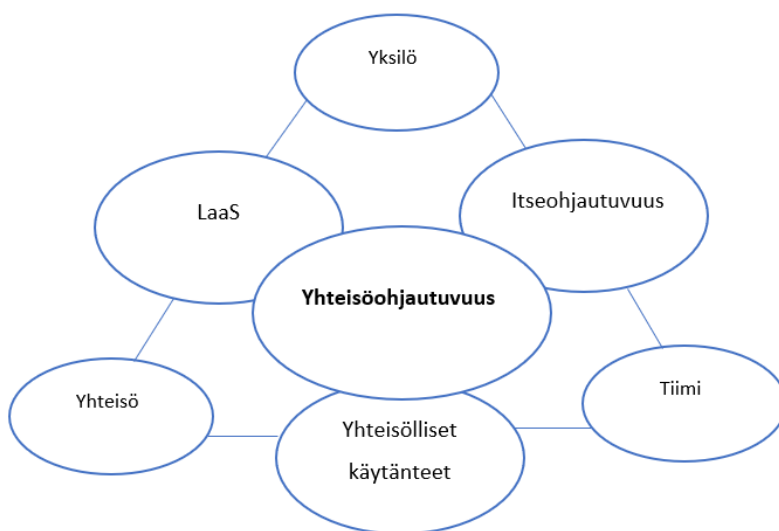 Yksilö
LaaS
Itseohjautuvuus
Yhteisöohjautuvuus
Yhteisö
Tiimi
Yhteisölliset
käytänteet